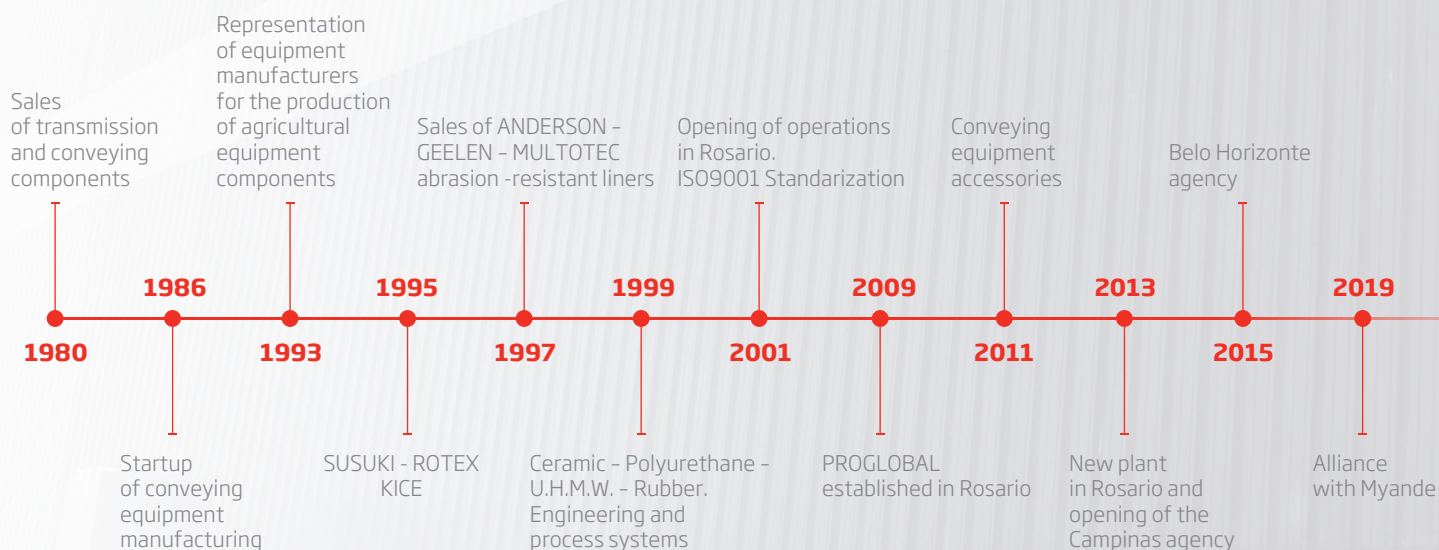 Sales
of transmission
and conveying
components
1980
1986
Startup
of conveying
equipment
manufacturing
Representation
of equipment
manufacturers
for the production
of agricultural
equipment
components
1993
1995
SUSUKI - ROTEX
KICE
Sales of ANDERSON –
GEELEN – MULTOTEC
abrasion -resistant liners
1997
1999
Ceramic – Polyurethane –
U.H.M.W. – Rubber.
Engineering and
process systems
Opening of operations
in Rosario.
ISO9001 Standarization
2001
2009
PROGLOBAL
established in Rosario
Conveying
equipment
accessories
2011
2013
New plant
in Rosario and
opening of the
Campinas agency
Belo Horizonte
agency
2015
2019
Alliance
with Myande